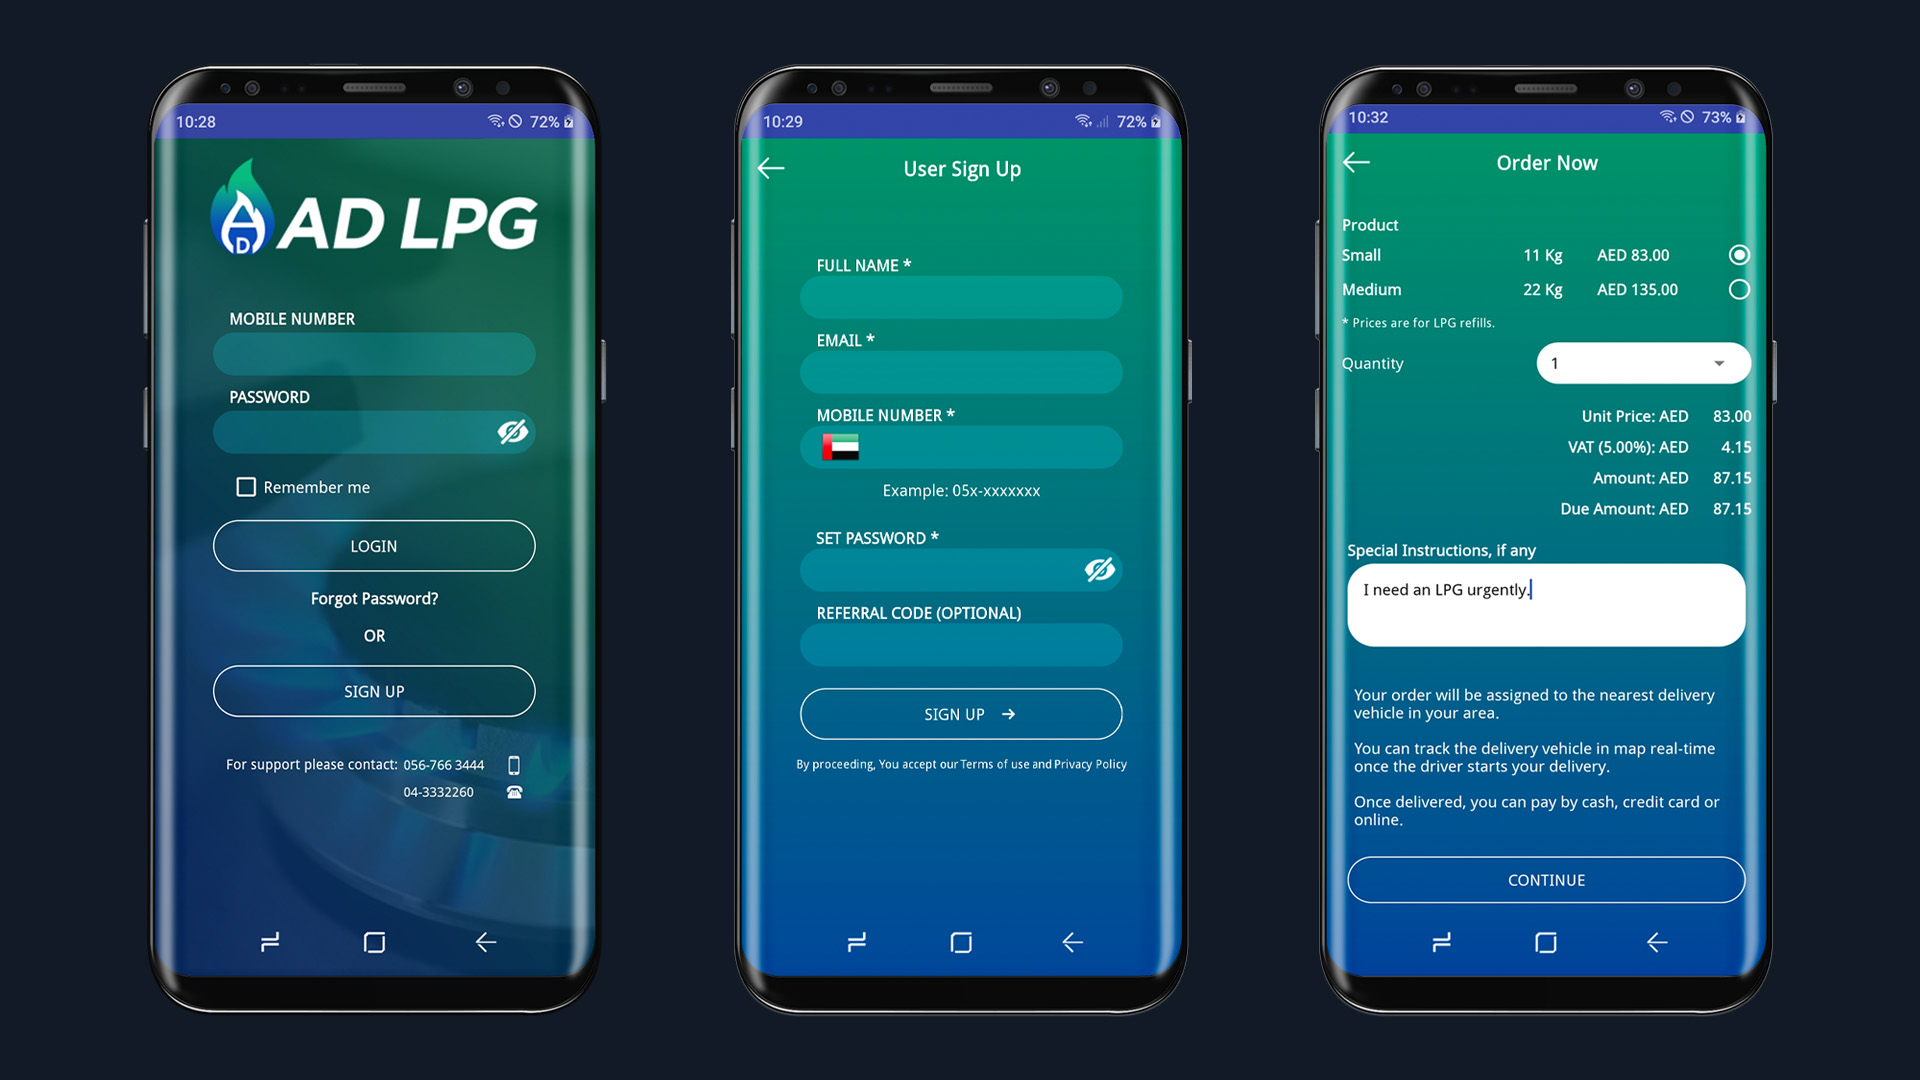 10:28
72%
AD
AD LPG
MOBILE NUMBER
PASSWORD
Remember me
LOGIN
Forgot Password?
OR
SIGN UP
For support please contact: 056-766 3444
04-3332260
10:29
72%
User Sign Up
FULL NAME *
EMAIL *
MOBILE NUMBER *
Example: 05x-xxxxxxx
SET PASSWORD *
REFERRAL CODE (OPTIONAL)
SIGN UP
By proceeding, You accept our Terms of use and Privacy Policy
10:32
73%
Order Now
Product
Small 11 Kg AED 83.00
Medium 22 Kg AED 135.00
* Prices are for LPG refills.
Quantity 1
Unit Price: AED 83.00
VAT (5.00%): AED 4.15
Amount: AED 87.15
Due Amount: AED 87.15
Special Instructions, if any
I need an LPG urgently.
Your order will be assigned to the nearest delivery
vehicle in your area.
You can track the delivery vehicle in map real-time
once the driver starts your delivery.
Once delivered, you can pay by cash, credit card or
online.
CONTINUE